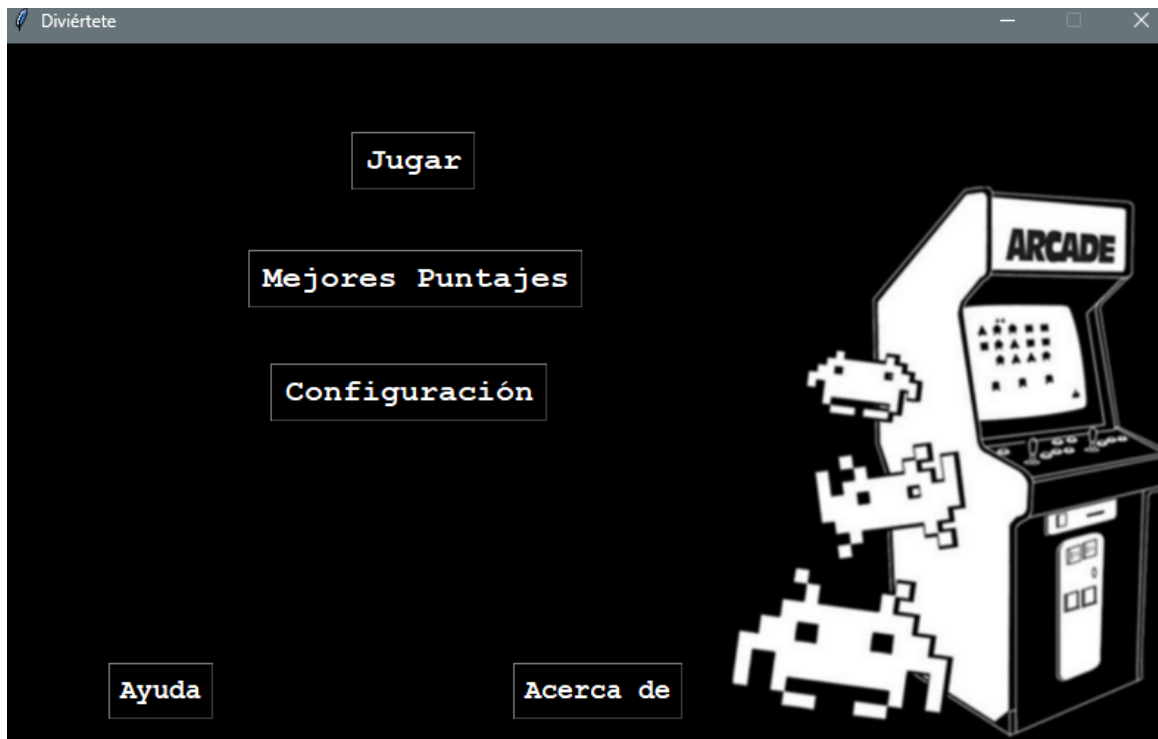 Diviértete
Jugar
Mejores Puntajes
Configuración
ARCADE
Ayuda
Acerca de